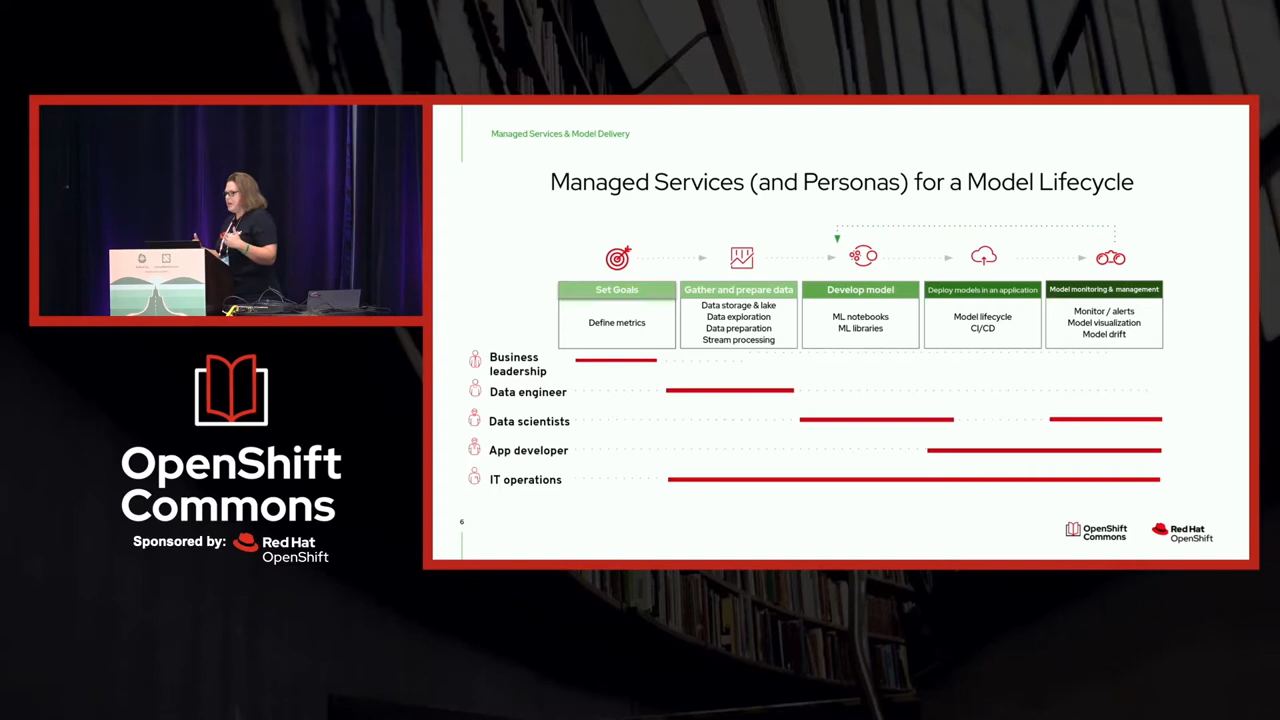 Managed Services & Model Delivery
Managed Services (and Personas) for a Model Lifecycle
Set Goals
Define metrics
Gather and prepare data
Data storage & lake
Data exploration
Data preparation
Stream processing
Develop model
ML notebooks
ML libraries
Deploy models in an application
Model lifecycle
CI/CD
Model monitoring & management
Monitor / alerts
Model visualization
Model drift
Business
leadership
Data engineer
Data scientists
App developer
IT operations
6
OpenShift
Commons
Red Hat
OpenShift
OpenShift
Commons
Sponsored by:
Red Hat
OpenShift